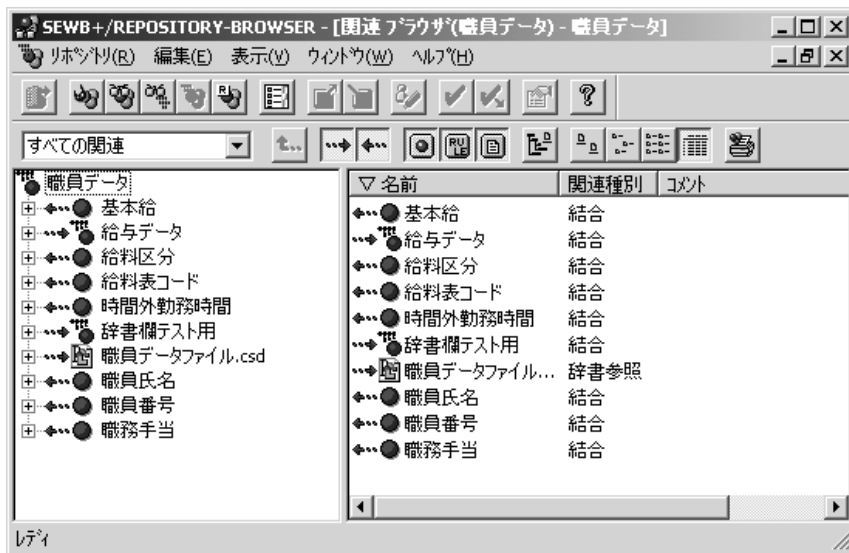 SEWB+/REPOSITORY-BROWSER - [関連 ﾌﾞﾗｳｻﾞ(職員データ) - 職員データ]
ﾘﾎﾟｼﾞﾄﾘ(R) 編集(E) 表示(V) ｳｨﾝﾄﾞｳ(W) ﾍﾙﾌﾟ(H)
すべての関連
RU
LE
職員データ
基本給
給与データ
給料区分
給料表コード
時間外勤務時間
辞書欄テスト用
職員データファイル.csd
職員氏名
職員番号
職務手当
▽ 名前 関連種別 ｺﾒﾝﾄ
基本給 結合
給与データ 結合
給料区分 結合
給料表コード 結合
時間外勤務時間 結合
辞書欄テスト用 結合
職員データファイル... 辞書参照
職員氏名 結合
職員番号 結合
職務手当 結合
ﾚﾃﾞｨ